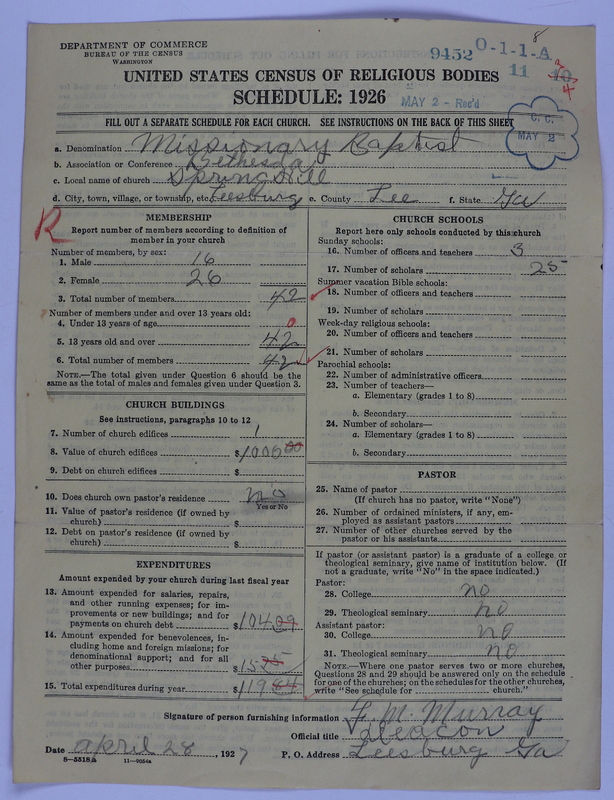 8
DEPARTMENT OF COMMERCE
BUREAU OF THE CENSUS
WASHINGTON
9452 0-1-1-A
11 10
UNITED STATES CENSUS OF RELIGIOUS BODIES
SCHEDULE: 1926
MAY 2 - Rec'd
FILL OUT A SEPARATE SCHEDULE FOR EACH CHURCH. SEE INSTRUCTIONS ON THE BACK OF THIS SHEET
C. C.
MAY 2
a. Denomination Missionary Baptist
b. Association or Conference Bethesda
c. Local name of church Spring Hill
d. City, town, village, or township, etc. Leesburg e. County Lee f. State Ga
R
MEMBERSHIP
Report number of members according to definition of
member in your church
Number of members, by sex:
1. Male 16
2. Female 26
3. Total number of members 42
Number of members under and over 13 years old:
4. Under 13 years of age 0
5. 13 years old and over 42
6. Total number of members 42
NOTE.—The total given under Question 6 should be the
same as the total of males and females given under Question 3.
CHURCH BUILDINGS
See instructions, paragraphs 10 to 12
7. Number of church edifices 1
8. Value of church edifices $1000 00
9. Debt on church edifices $
10. Does church own pastor's residence no
Yes or No
11. Value of pastor's residence (if owned by
church) $
12. Debt on pastor's residence (if owned by
church) $
EXPENDITURES
Amount expended by your church during last fiscal year
13. Amount expended for salaries, repairs,
and other running expenses; for im-
provements or new buildings; and for
payments on church debt $104 09
14. Amount expended for benevolences, in-
cluding home and foreign missions; for
denominational support; and for all
other purposes $15 75
15. Total expenditures during year $119 84
CHURCH SCHOOLS
Report here only schools conducted by this church
Sunday schools:
16. Number of officers and teachers 3
17. Number of scholars 25
Summer vacation Bible schools:
18. Number of officers and teachers
19. Number of scholars
Week-day religious schools:
20. Number of officers and teachers
21. Number of scholars
Parochial schools:
22. Number of administrative officers
23. Number of teachers—
a. Elementary (grades 1 to 8)
b. Secondary
24. Number of scholars—
a. Elementary (grades 1 to 8)
b. Secondary
PASTOR
25. Name of pastor
(If church has no pastor, write "None")
26. Number of ordained ministers, if any, em-
ployed as assistant pastors
27. Number of other churches served by the
pastor or his assistants
If pastor (or assistant pastor) is a graduate of a college or
theological seminary, give name of institution below. (If
not a graduate, write "No" in the space indicated.)
Pastor:
28. College no
29. Theological seminary no
Assistant pastor:
30. College no
31. Theological seminary no
NOTE.—Where one pastor serves two or more churches,
Questions 28 and 29 should be answered only on the schedule
for one of the churches; on the schedules for the other churches,
write "See schedule for church."
Signature of person furnishing information F. M. Murray
Official title Deacon
Date April 28 1927 P. O. Address Leesburg Ga
8-5518a 11-9054a